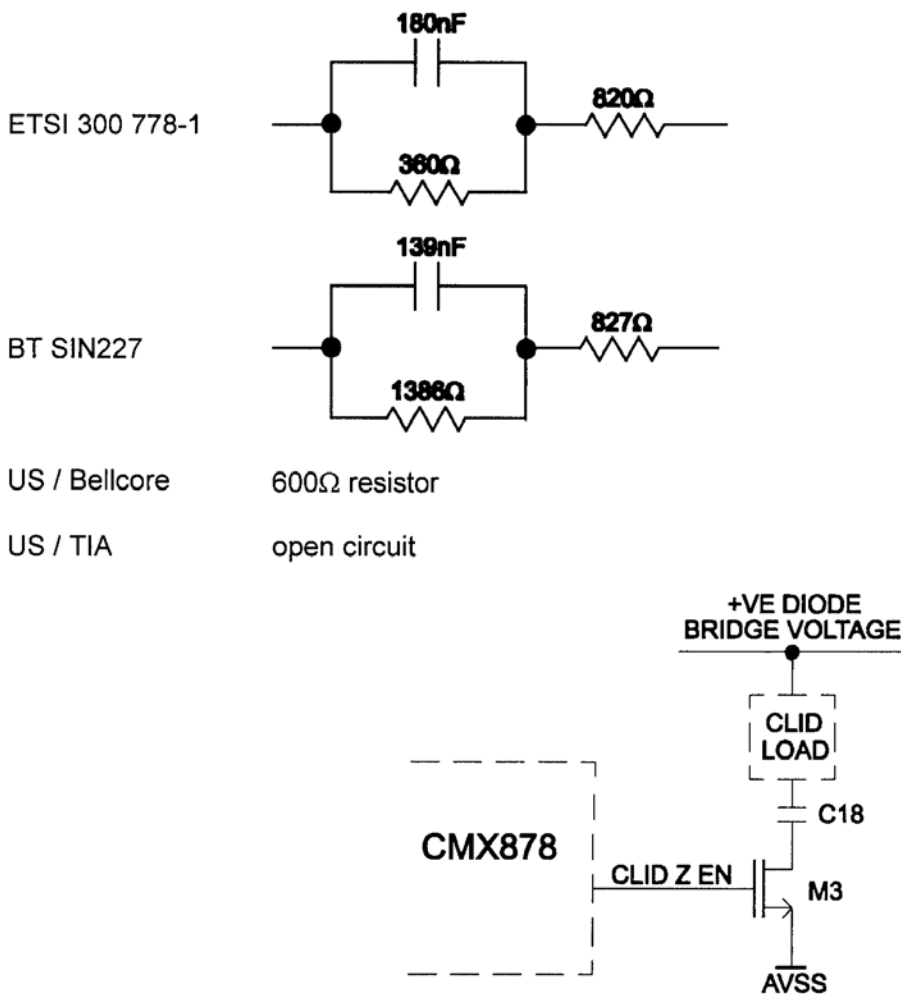 180nF
ETSI 300 778-1
820Ω
360Ω
139nF
BT SIN227
827Ω
1386Ω
US / Bellcore 600Ω resistor
US / TIA open circuit
+VE DIODE
BRIDGE VOLTAGE
CLID
LOAD
C18
CMX878
CLID Z EN
M3
AVSS